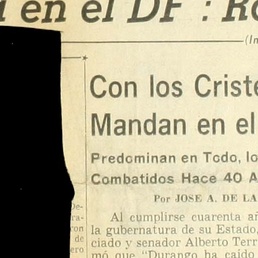 en el DF : R
(In
Con los Criste
Mandan en el
Predominan en Todo, lo
Combatidos Hace 40 A
Por JOSE A. DE LA
Al cumplirse cuarenta añ
la gubernatura de su Estado,
ciado y senador Alberto Terr
mó que "Durango ha caído